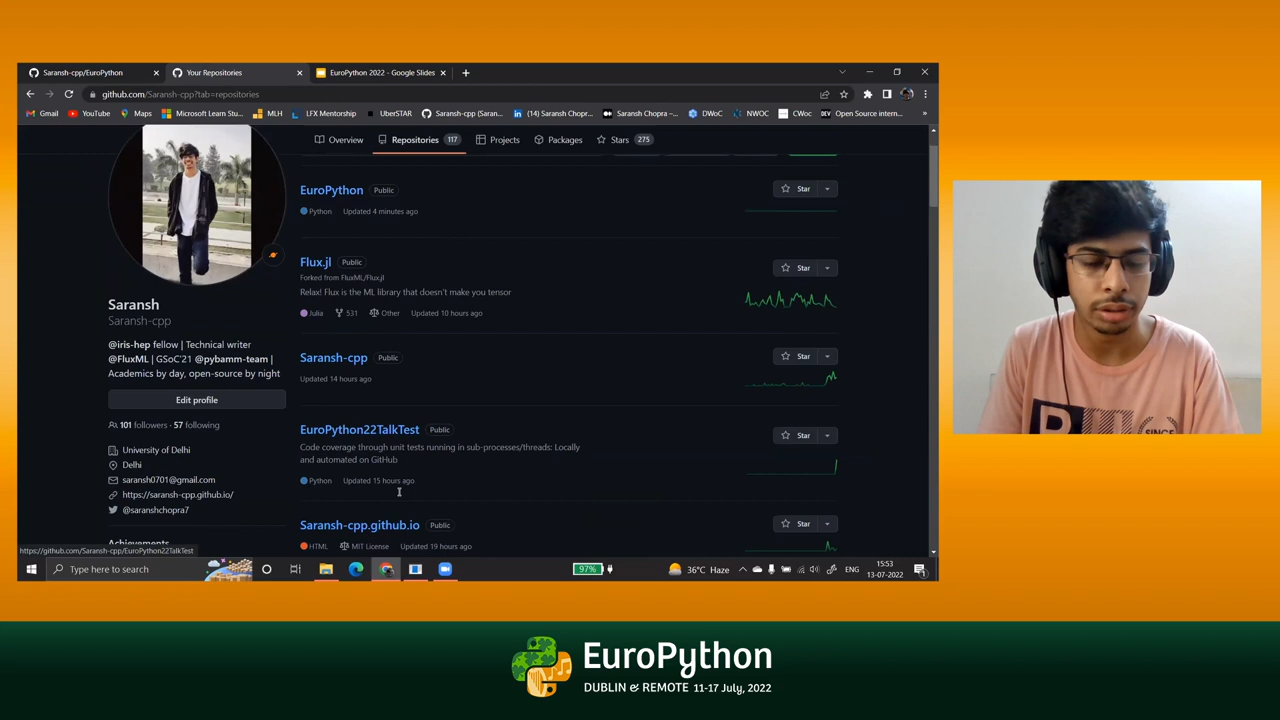 Saransh-cpp/EuroPython
Your Repositories
EuroPython 2022 - Google Slides
github.com/Saransh-cpp?tab=repositories
Gmail
YouTube
Maps
Microsoft Learn Stu...
MLH
LFX Mentorship
UberSTAR
Saransh-cpp (Saran...
(14) Saransh Chopr...
Saransh Chopra –...
DWoC
NWOC
CWoc
DEV Open Source intern...
»
Overview
Repositories 117
Projects
Packages
Stars 275
EuroPython Public
Star
Python Updated 4 minutes ago
Flux.jl Public
Star
Forked from FluxML/Flux.jl
Relax! Flux is the ML library that doesn't make you tensor
Julia 531 Other Updated 10 hours ago
Saransh
Saransh-cpp
@iris-hep fellow | Technical writer
@FluxML | GSoC'21 @pybamm-team |
Academics by day, open-source by night
Edit profile
101 followers · 57 following
University of Delhi
Delhi
saransh0701@gmail.com
https://saransh-cpp.github.io/
@saranshchopra7
Achievements
Saransh-cpp Public
Star
Updated 14 hours ago
EuroPython22TalkTest Public
Star
Code coverage through unit tests running in sub-processes/threads: Locally
and automated on GitHub
Python Updated 15 hours ago
Saransh-cpp.github.io Public
Star
HTML MIT License Updated 19 hours ago
https://github.com/Saransh-cpp/EuroPython22TalkTest
Type here to search
97%
36°C Haze
ENG
15:53
13-07-2022
SINCE
EuroPython
DUBLIN & REMOTE 11-17 July, 2022